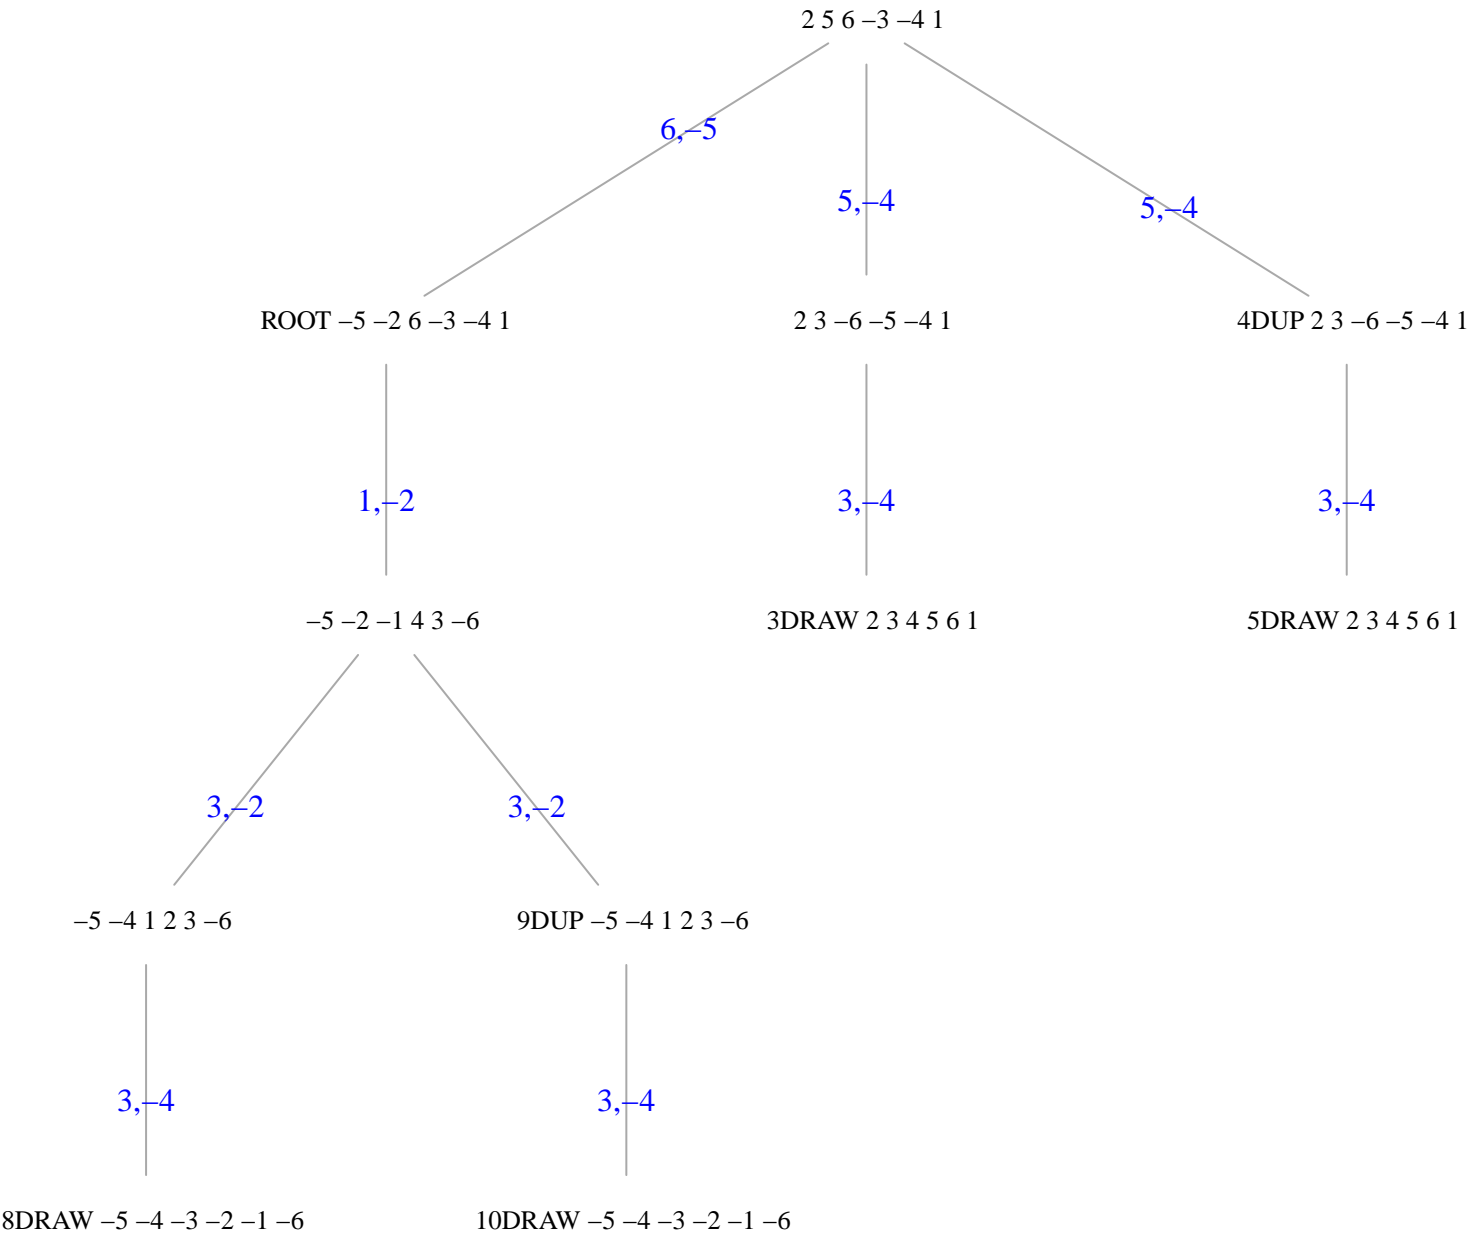 2 5 6 –3 –4 1
6,–5
5,–4
5,–4
ROOT –5 –2 6 –3 –4 1
2 3 –6 –5 –4 1
4DUP 2 3 –6 –5 –4 1
1,–2
3,–4
3,–4
–5 –2 –1 4 3 –6
3DRAW 2 3 4 5 6 1
5DRAW 2 3 4 5 6 1
3,–2
3,–2
–5 –4 1 2 3 –6
9DUP –5 –4 1 2 3 –6
3,–4
3,–4
8DRAW –5 –4 –3 –2 –1 –6
10DRAW –5 –4 –3 –2 –1 –6